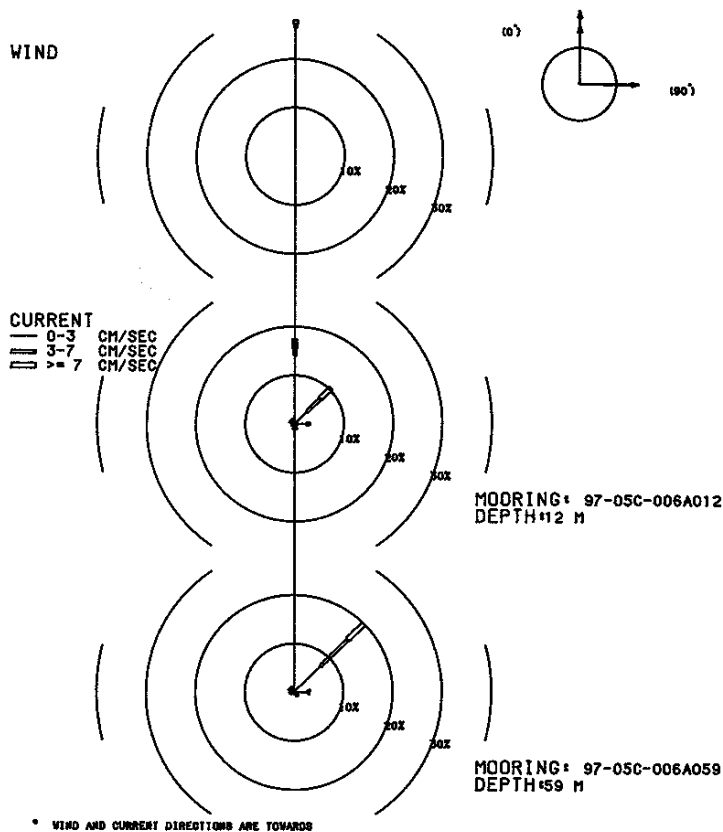 WIND
(0°)
(90°)
10%
20%
30%
CURRENT
0-3 CM/SEC
3-7 CM/SEC
>= 7 CM/SEC
10%
20%
30%
MOORING: 97-05C-006A012
DEPTH:12 M
10%
20%
30%
MOORING: 97-05C-006A059
DEPTH:59 M
* WIND AND CURRENT DIRECTIONS ARE TOWARDS